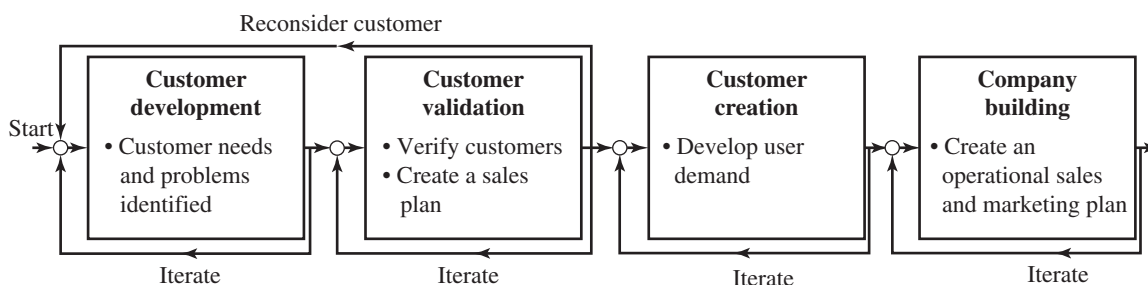 Reconsider customer
Start
Customer
development
• Customer needs
and problems
identified
Iterate
Customer
validation
• Verify customers
• Create a sales
plan
Iterate
Customer
creation
• Develop user
demand
Iterate
Company
building
• Create an
operational sales
and marketing plan
Iterate